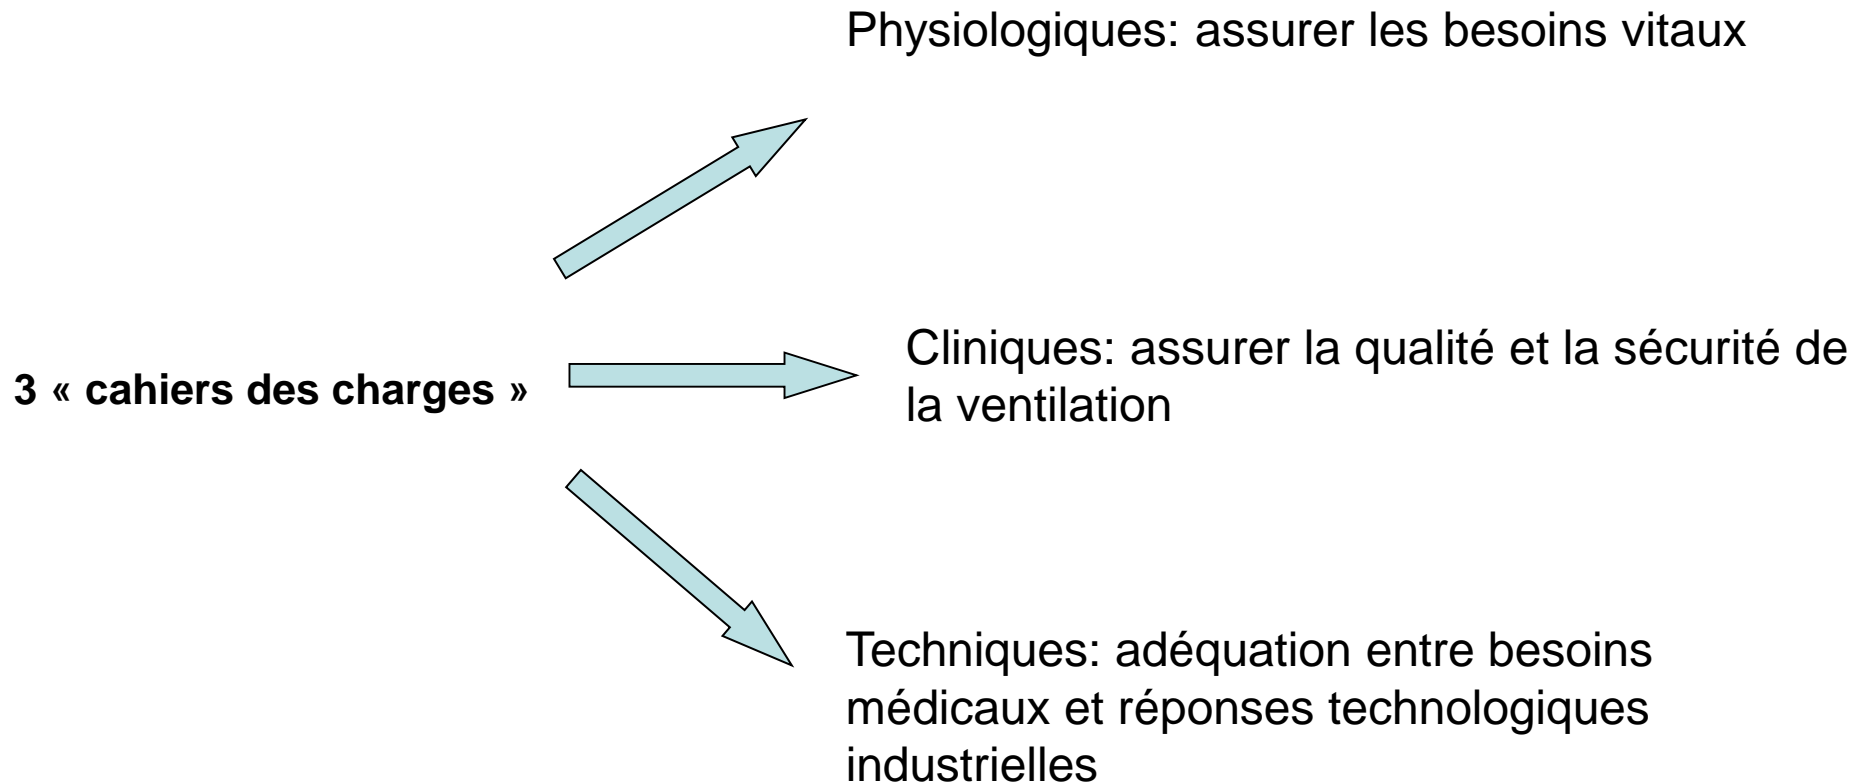 Physiologiques: assurer les besoins vitaux
3 « cahiers des charges »
Cliniques: assurer la qualité et la sécurité de
la ventilation
Techniques: adéquation entre besoins
médicaux et réponses technologiques
industrielles